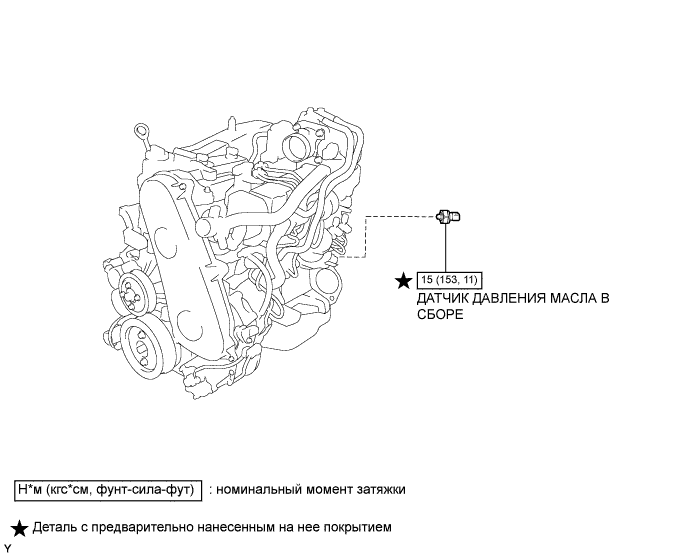 15 (153, 11)
ДАТЧИК ДАВЛЕНИЯ МАСЛА В
СБОРЕ
Н*м (кгс*см, фунт-сила-фут) : номинальный момент затяжки
Деталь с предварительно нанесенным на нее покрытием
Y